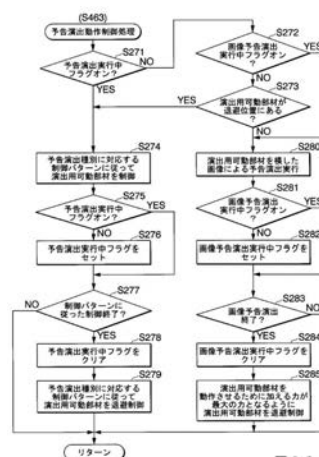 (S463)
予告演出動作制御処理
S271
予告演出実行中
フラグオン?
NO
YES
S272
画像予告演出
実行中フラグオン?
YES
NO
S273
演出用可動部材が
退避位置にある
?
YES
NO
S274
予告演出種別に対応する
制御パターンに従って
演出用可動部材を制御
S275
予告演出実行中
フラグオン?
YES
NO
S276
予告演出実行中フラグを
セット
S277
制御パターンに
従った制御終了?
NO
YES
S278
予告演出実行中フラグを
クリア
S279
予告演出種別に対応する
制御パターンに従って
演出用可動部材を退避制御
S280
演出用可動部材を模した
画像による予告演出実行
S281
画像予告演出
実行中フラグオン?
YES
NO
S282
画像予告演出実行中フラグを
セット
S283
画像予告演出
終了?
NO
YES
S284
画像予告演出実行中フラグを
クリア
S285
演出用可動部材を
動作させるために加える力が
最大の力となるように
演出用可動部材を退避制御
リターン